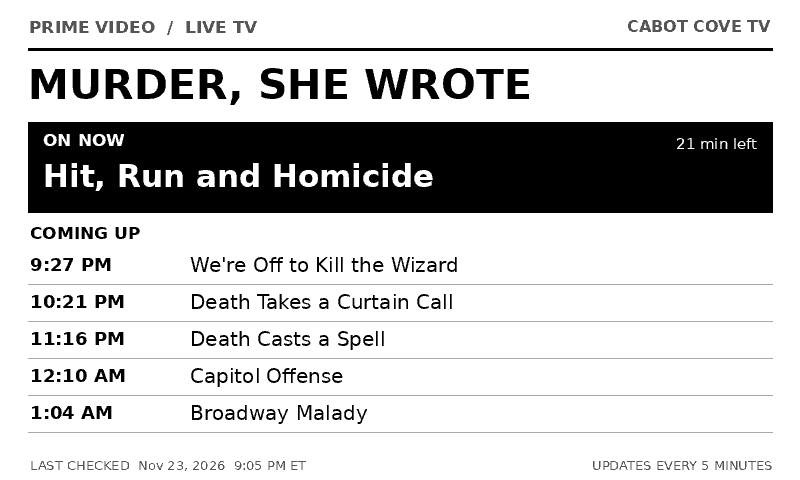 PRIME VIDEO / LIVE TV
CABOT COVE TV
MURDER, SHE WROTE
ON NOW
21 min left
Hit, Run and Homicide
COMING UP
9:27 PM We're Off to Kill the Wizard
10:21 PM Death Takes a Curtain Call
11:16 PM Death Casts a Spell
12:10 AM Capitol Offense
1:04 AM Broadway Malady
LAST CHECKED Nov 23, 2026 9:05 PM ET
UPDATES EVERY 5 MINUTES